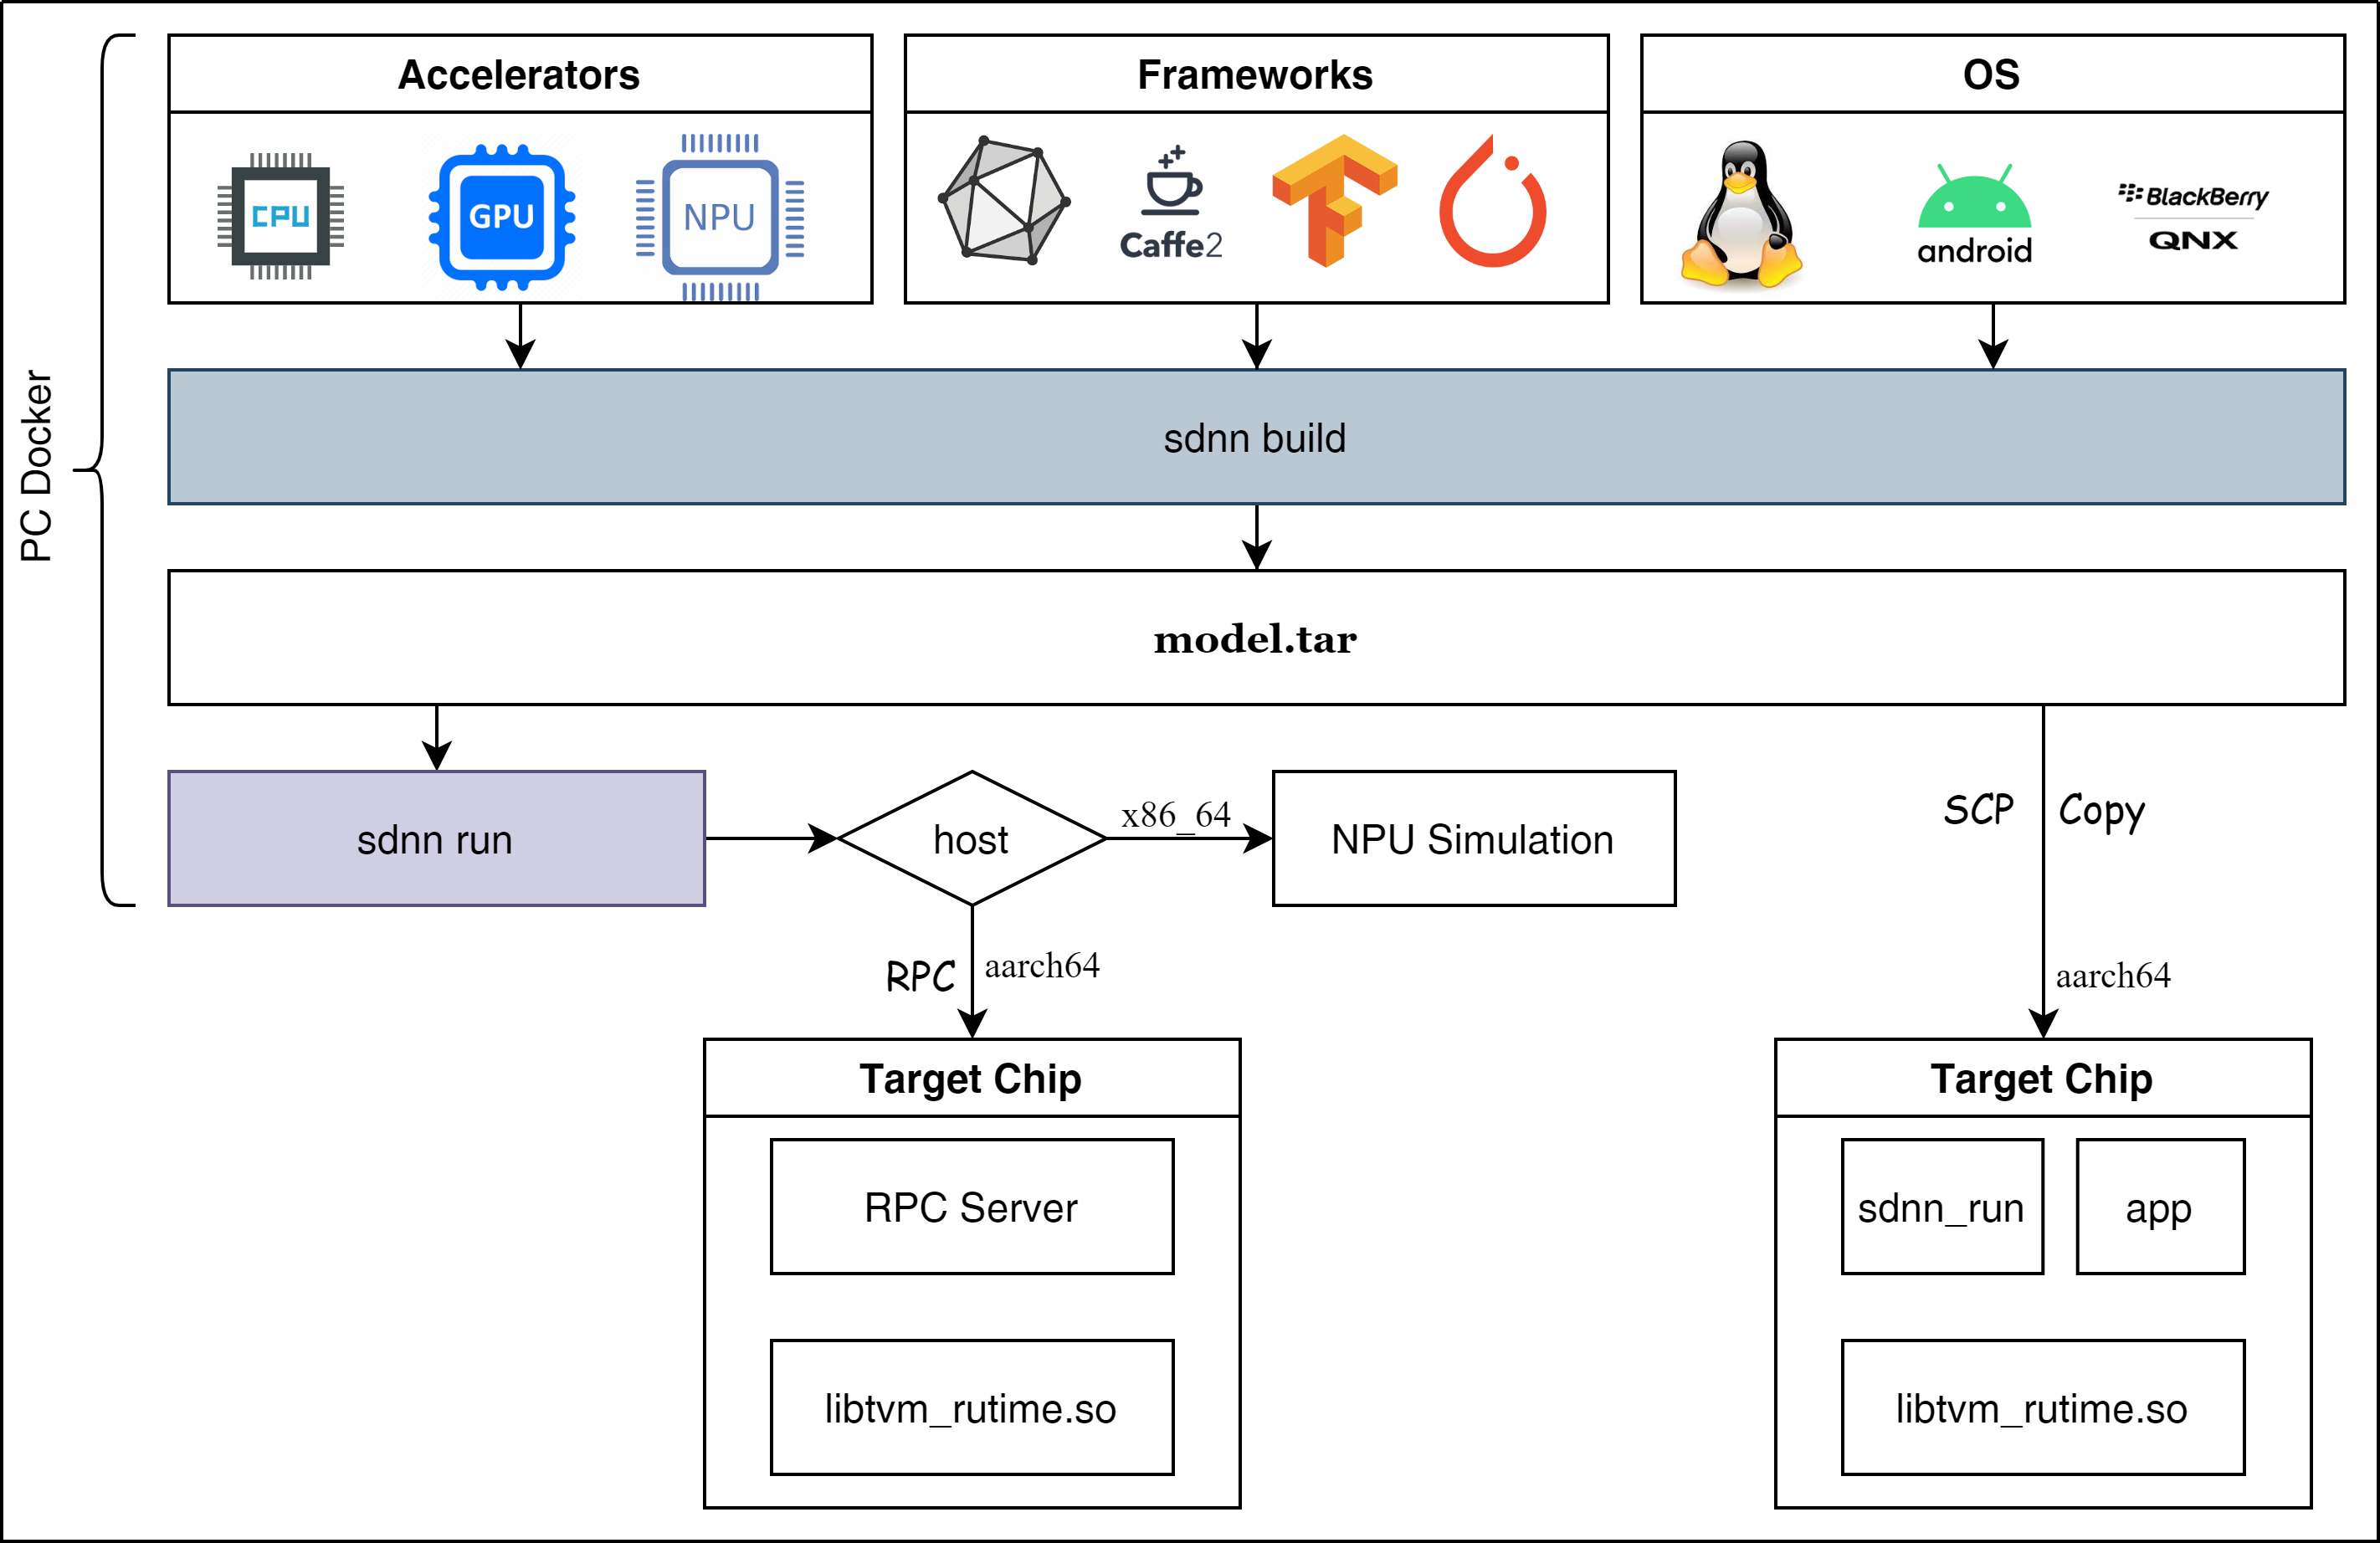 Accelerators
Frameworks
OS
CPU
GPU
NPU
Caffe2
android
BlackBerry
QNX
PC Docker
sdnn build
model.tar
sdnn run
host
x86_64
NPU Simulation
SCP
Copy
RPC
aarch64
aarch64
Target Chip
Target Chip
RPC Server
sdnn_run
app
libtvm_rutime.so
libtvm_rutime.so